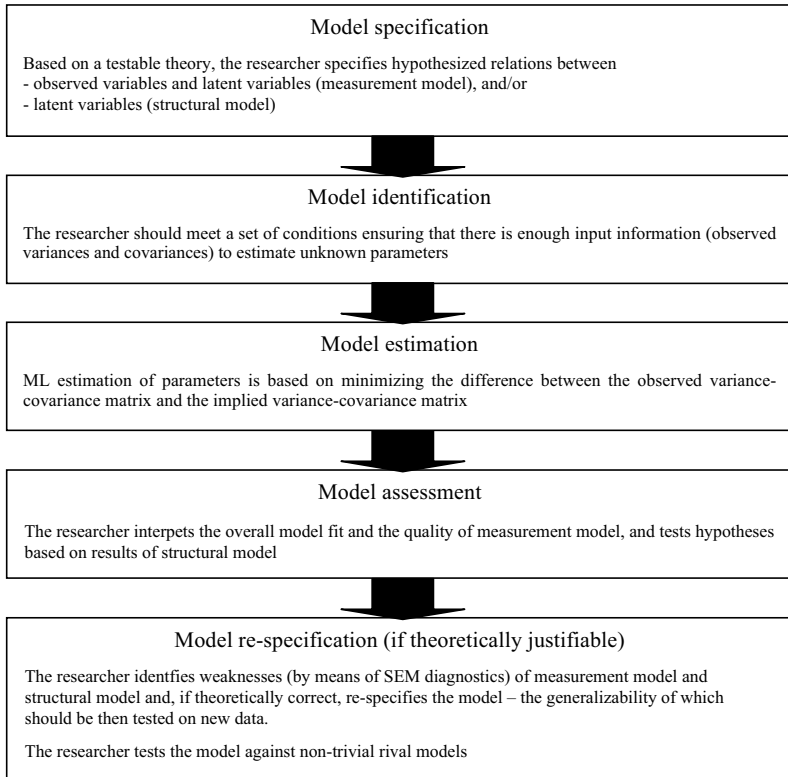 Model specification
Based on a testable theory, the researcher specifies hypothesized relations between
- observed variables and latent variables (measurement model), and/or
- latent variables (structural model)
Model identification
The researcher should meet a set of conditions ensuring that there is enough input information (observed
variances and covariances) to estimate unknown parameters
Model estimation
ML estimation of parameters is based on minimizing the difference between the observed variance-
covariance matrix and the implied variance-covariance matrix
Model assessment
The researcher interpets the overall model fit and the quality of measurement model, and tests hypotheses
based on results of structural model
Model re-specification (if theoretically justifiable)
The researcher identfies weaknesses (by means of SEM diagnostics) of measurement model and
structural model and, if theoretically correct, re-specifies the model – the generalizability of which
should be then tested on new data.
The researcher tests the model against non-trivial rival models